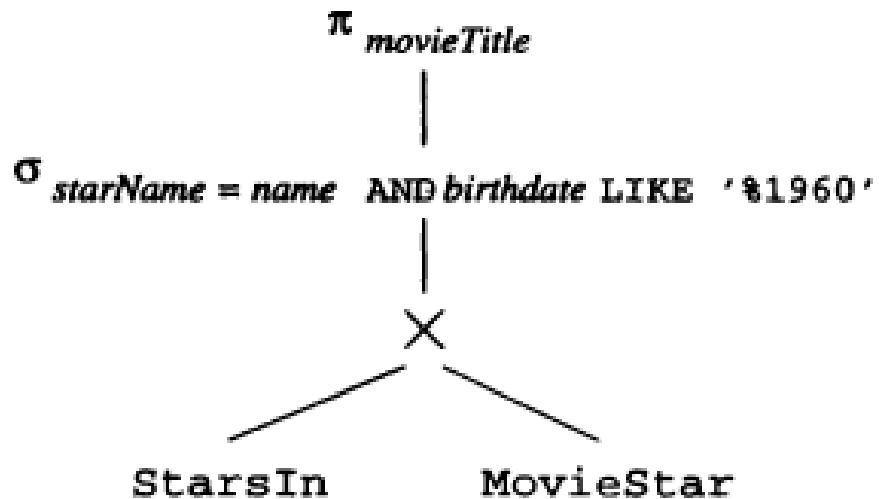 π movieTitle
σ starName = name AND birthdate LIKE '%1960'
×
StarsIn MovieStar